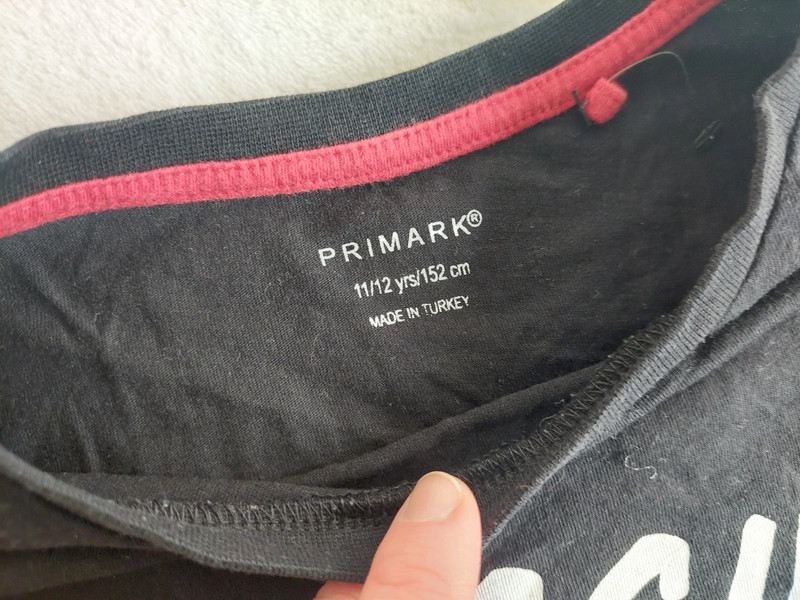 PRIMARK®
11/12 yrs/152 cm
MADE IN TURKEY